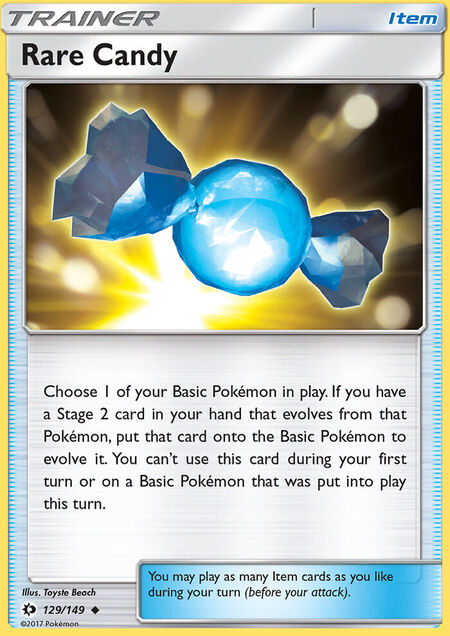 TRAINER Item
Rare Candy
Choose 1 of your Basic Pokémon in play. If you have
a Stage 2 card in your hand that evolves from that
Pokémon, put that card onto the Basic Pokémon to
evolve it. You can't use this card during your first
turn or on a Basic Pokémon that was put into play
this turn.
You may play as many Item cards as you like
during your turn (before your attack).
Illus. Toyste Beach
129/149
©2017 Pokémon